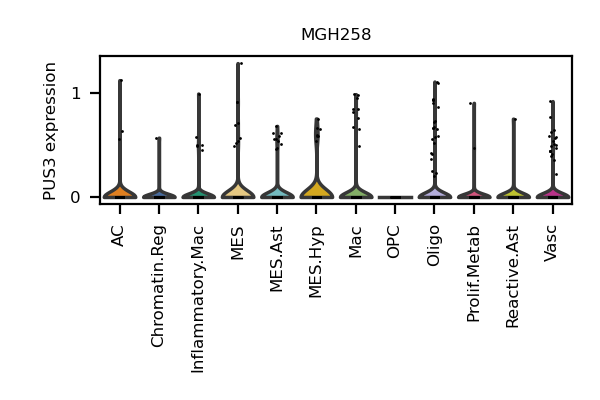 MGH258
PUS3 expression
1
0
AC
Chromatin.Reg
Inflammatory.Mac
MES
MES.Ast
MES.Hyp
Mac
OPC
Oligo
Prolif.Metab
Reactive.Ast
Vasc